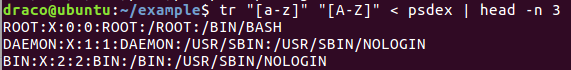 draco@ubuntu:~/example$ tr "[a-z]" "[A-Z]" < psdex | head -n 3
ROOT:X:0:0:ROOT:/ROOT:/BIN/BASH
DAEMON:X:1:1:DAEMON:/USR/SBIN:/USR/SBIN/NOLOGIN
BIN:X:2:2:BIN:/BIN:/USR/SBIN/NOLOGIN